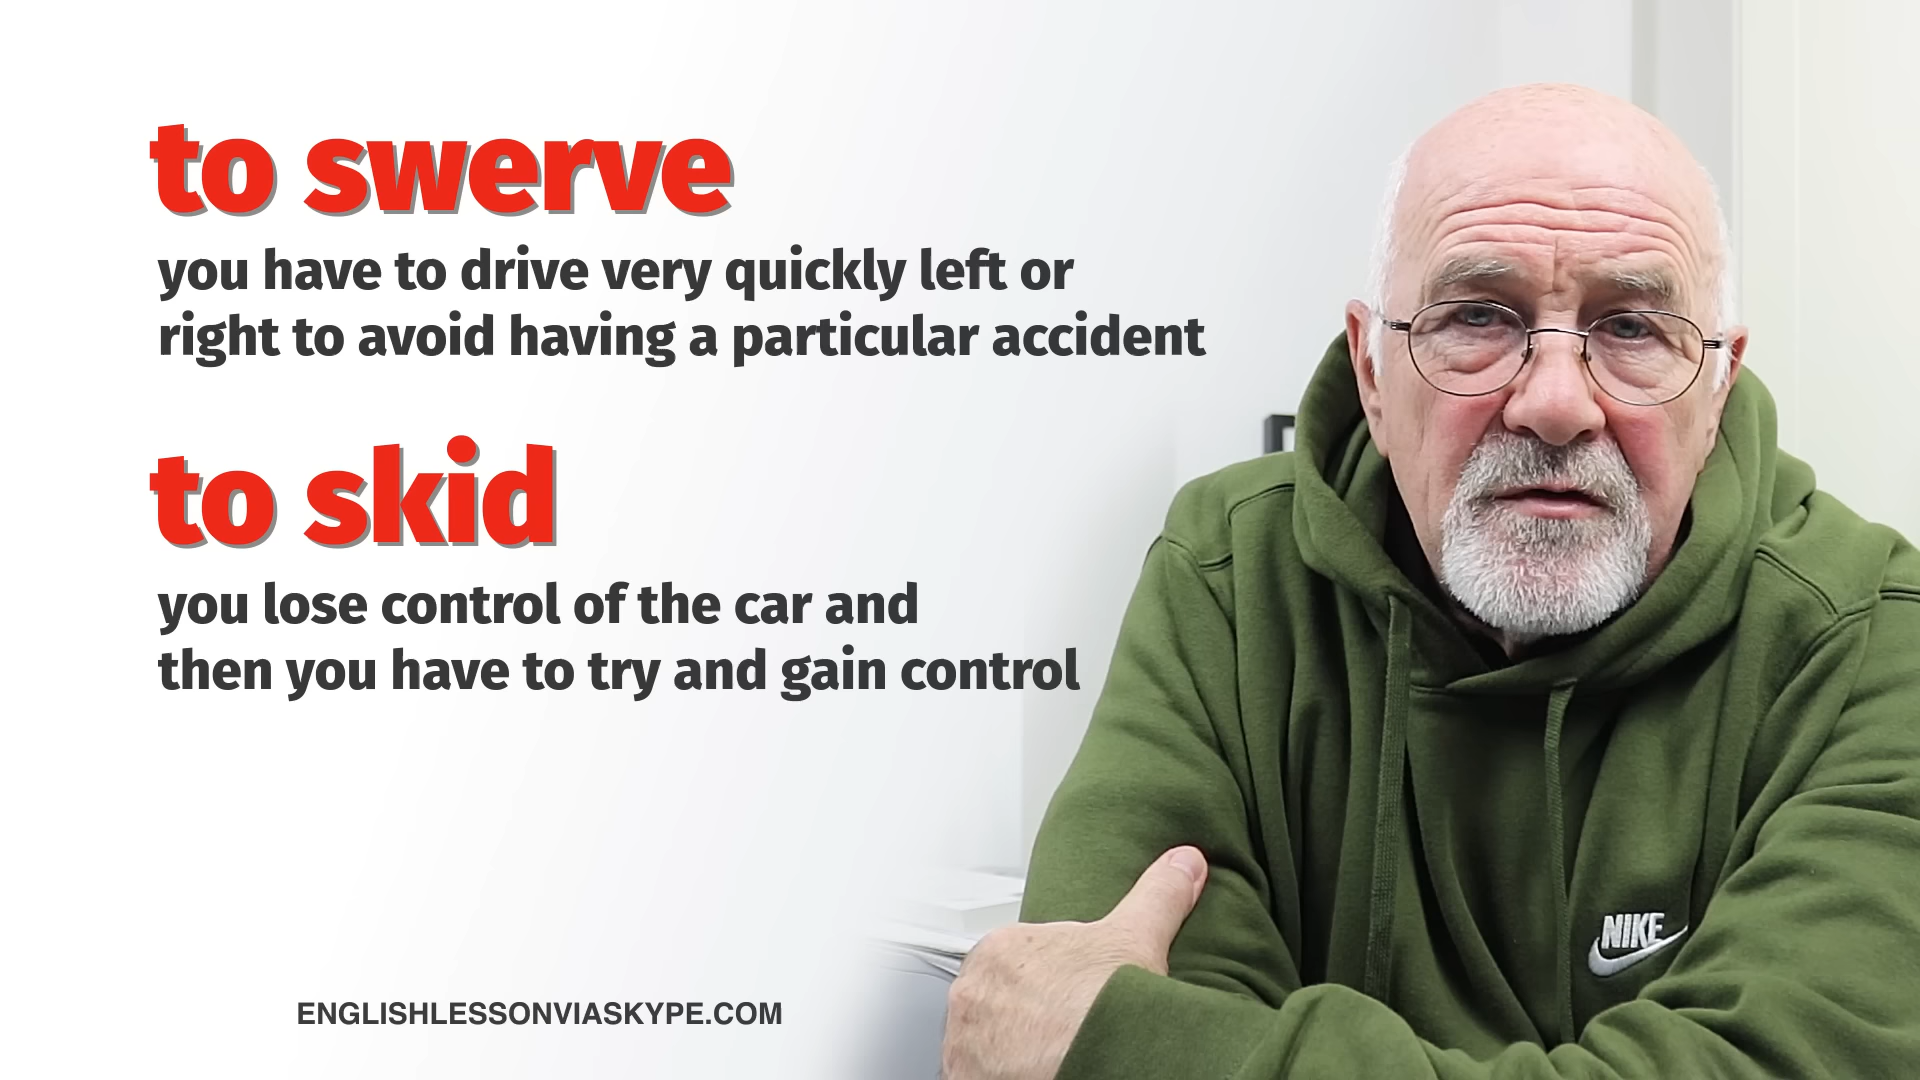 to swerve
you have to drive very quickly left or
right to avoid having a particular accident
to skid
you lose control of the car and
then you have to try and gain control
NIKE
ENGLISHLESSONVIASKYPE.COM